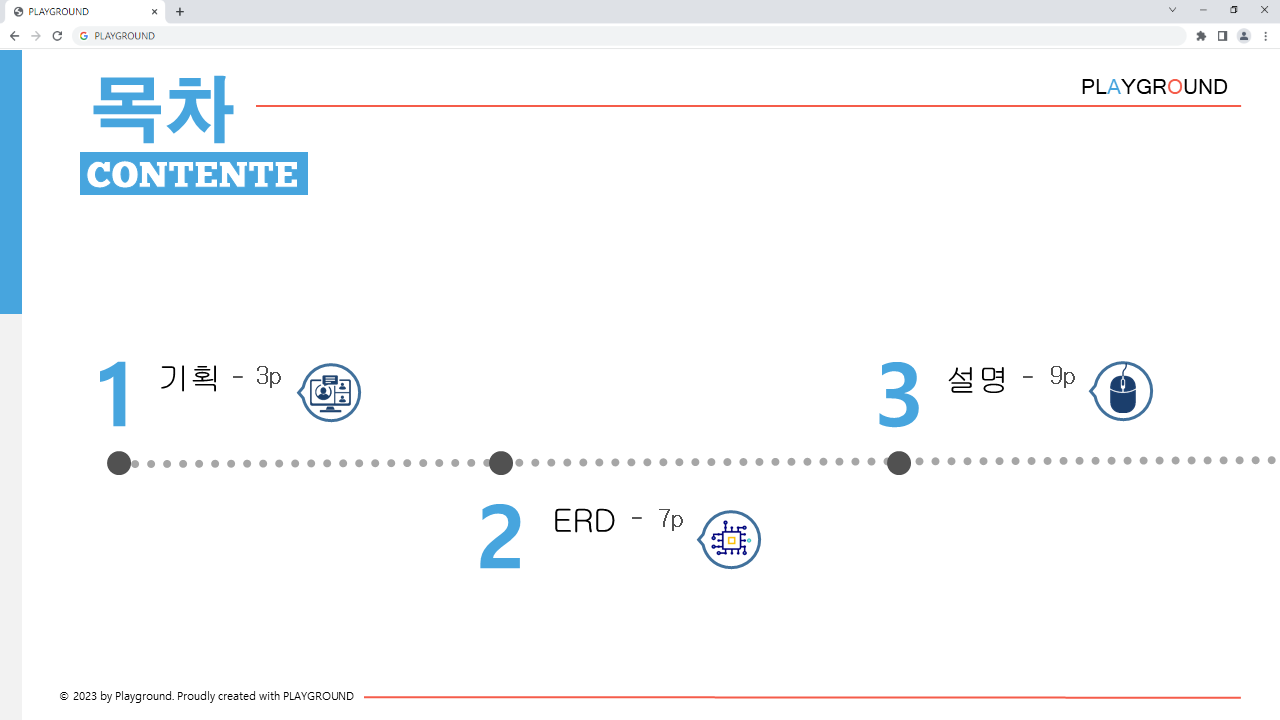 PLAYGROUND
PLAYGROUND
목차
PLAYGROUND
CONTENTE
1 기획 - 3p
3 설명 - 9p
2 ERD - 7p
© 2023 by Playground. Proudly created with PLAYGROUND